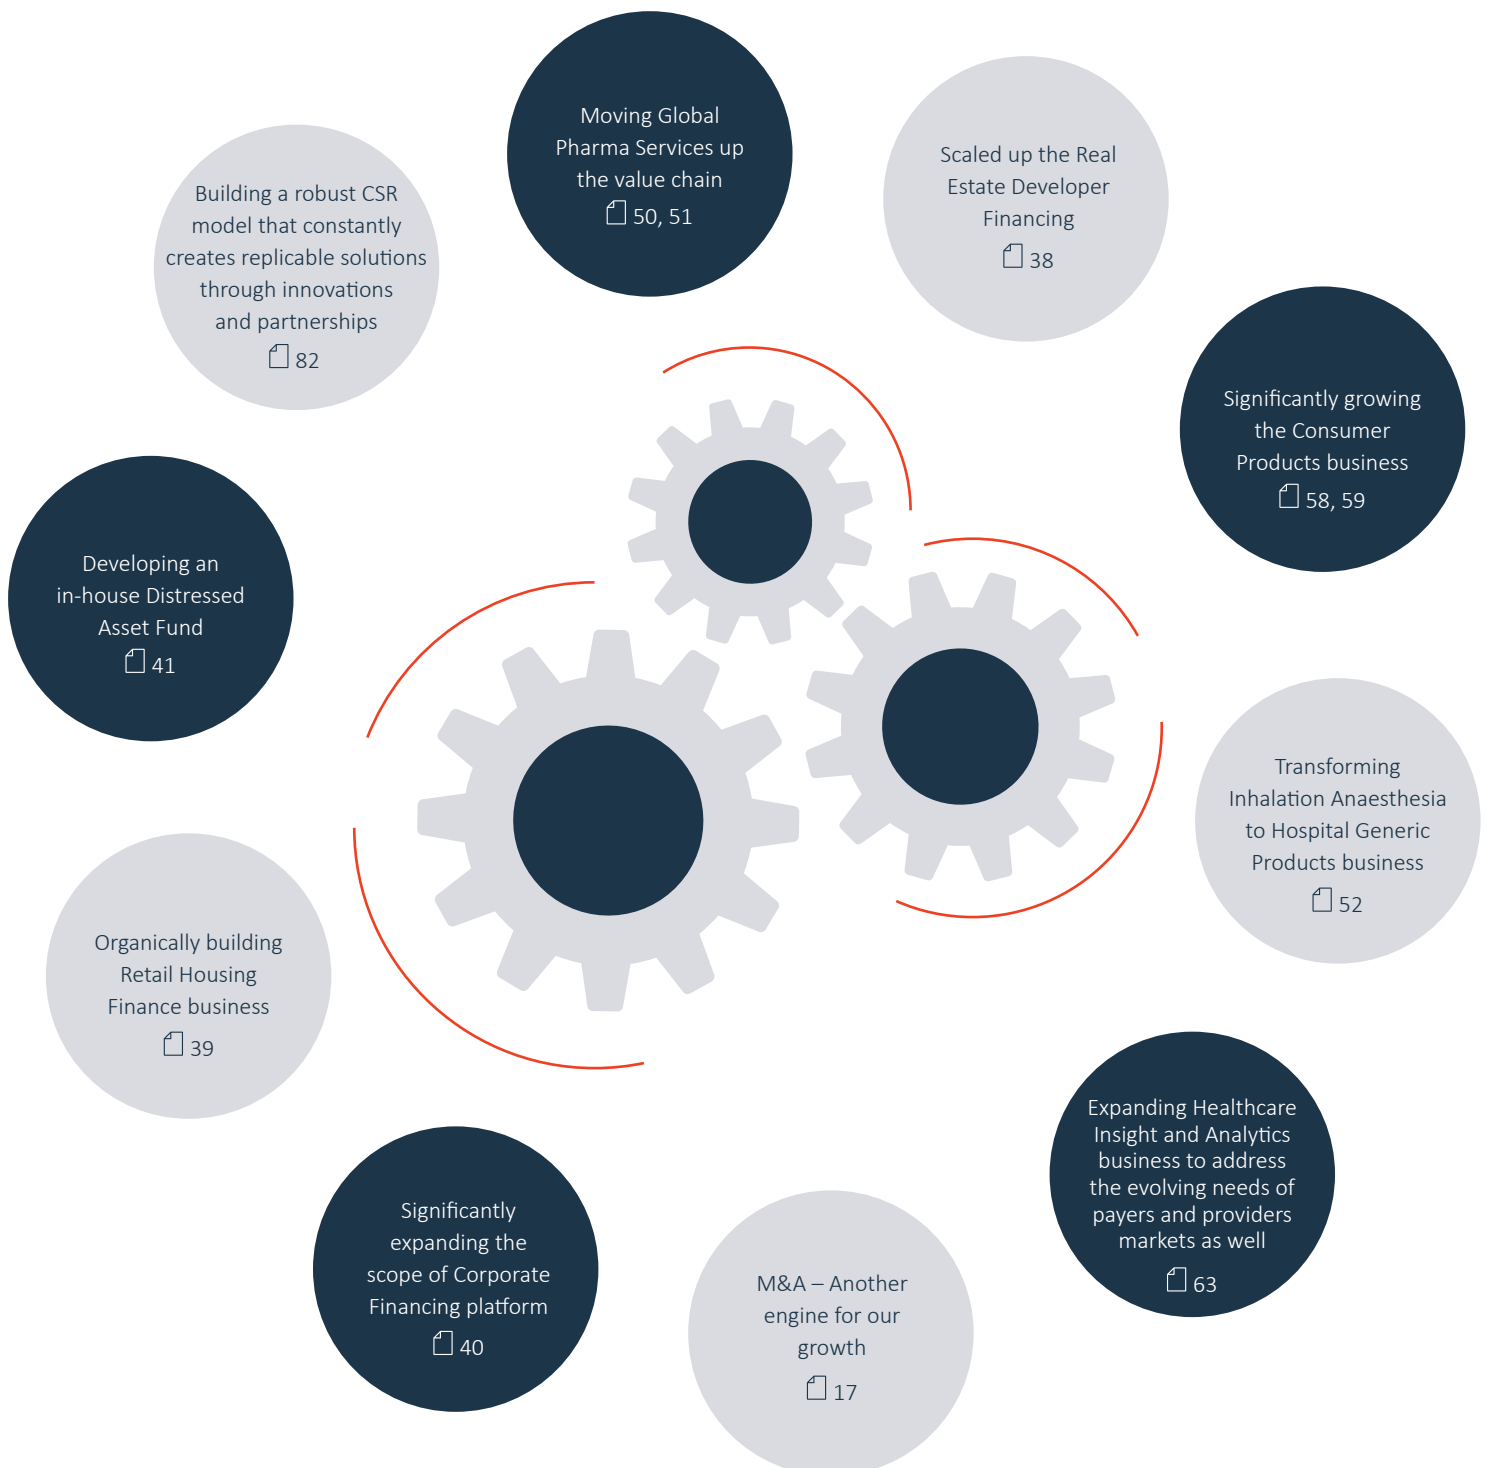 Moving Global
Pharma Services up
the value chain
50, 51
Scaled up the Real
Estate Developer
Financing
38
Significantly growing
the Consumer
Products business
58, 59
Transforming
Inhalation Anaesthesia
to Hospital Generic
Products business
52
Expanding Healthcare
Insight and Analytics
business to address
the evolving needs of
payers and providers
markets as well
63
M&A – Another
engine for our
growth
17
Significantly
expanding the
scope of Corporate
Financing platform
40
Organically building
Retail Housing
Finance business
39
Developing an
in-house Distressed
Asset Fund
41
Building a robust CSR
model that constantly
creates replicable solutions
through innovations
and partnerships
82